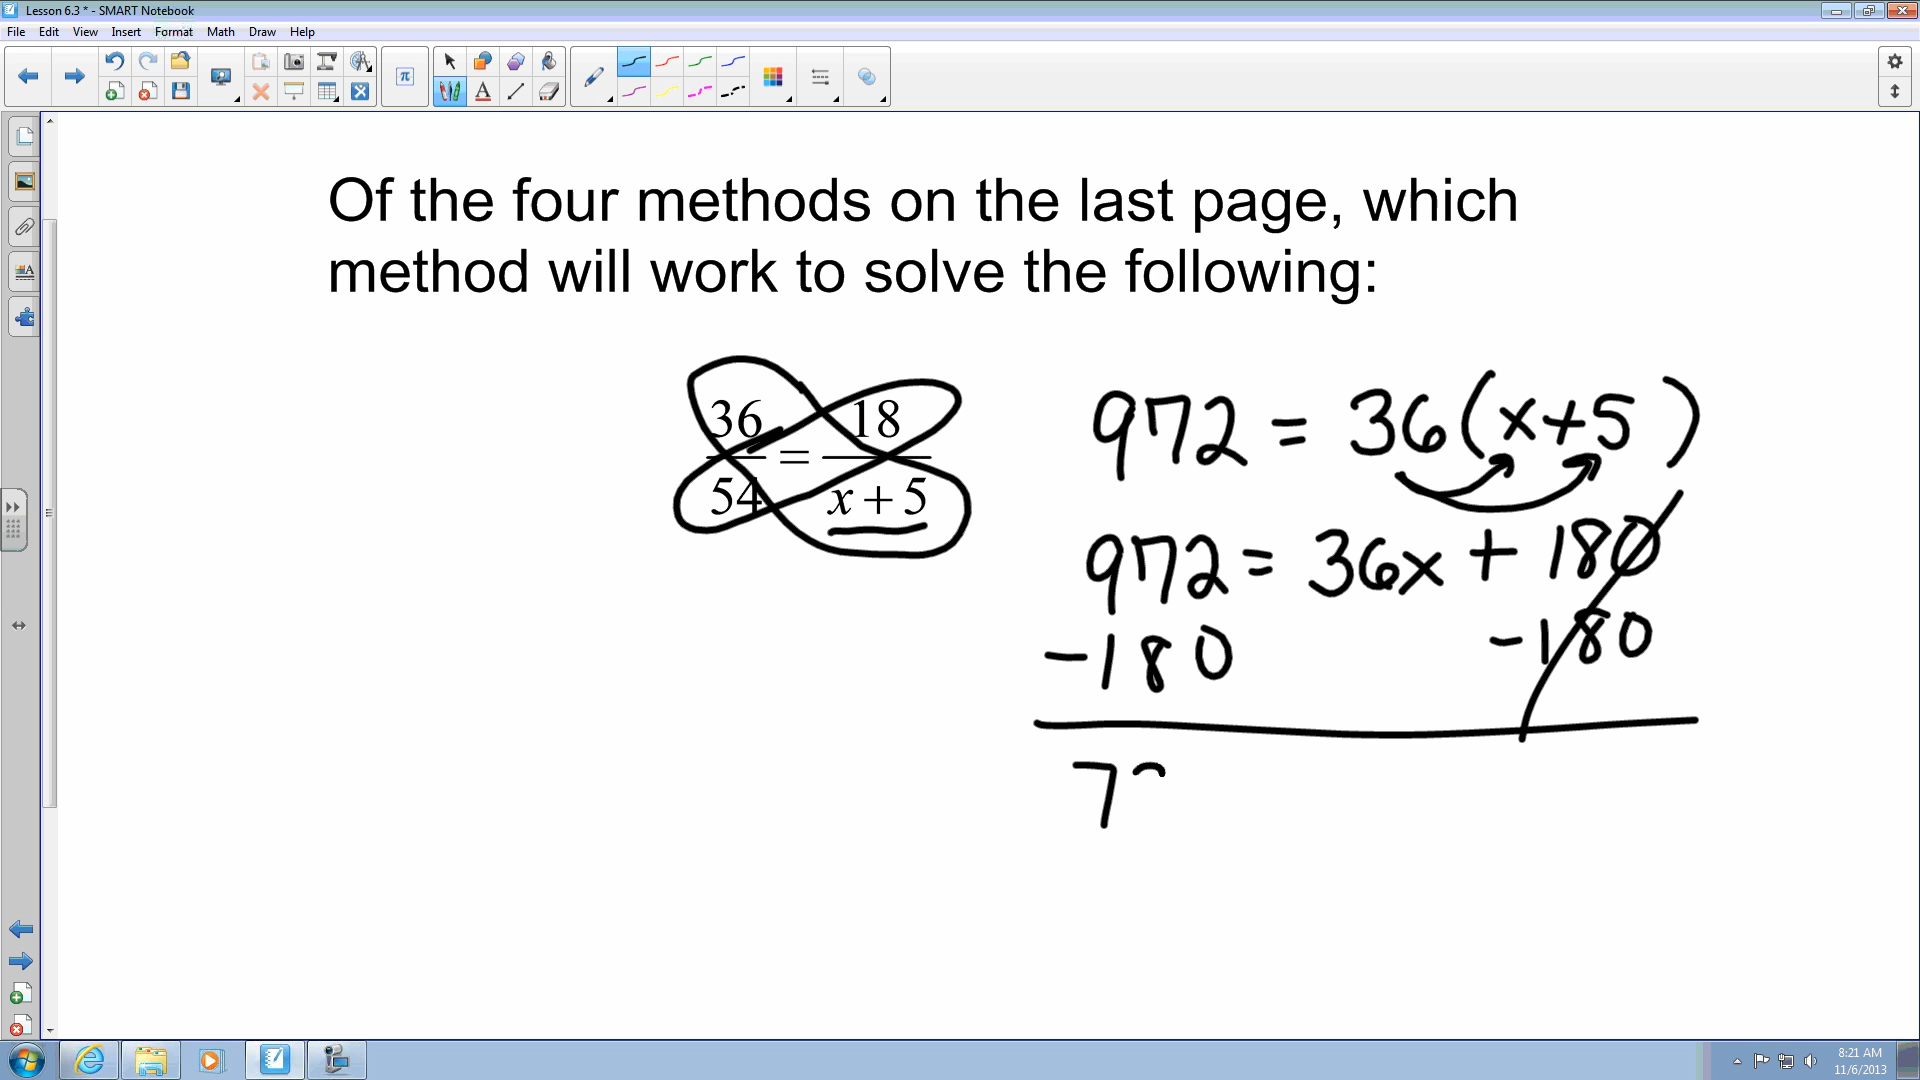 Lesson 6.3 * - SMART Notebook
File Edit View Insert Format Math Draw Help
π
A
Of the four methods on the last page, which
method will work to solve the following:
36 = 18
54 x + 5
972 = 36(x+5)
972 = 36x + 180
-180 -180
7
8:21 AM
11/6/2013